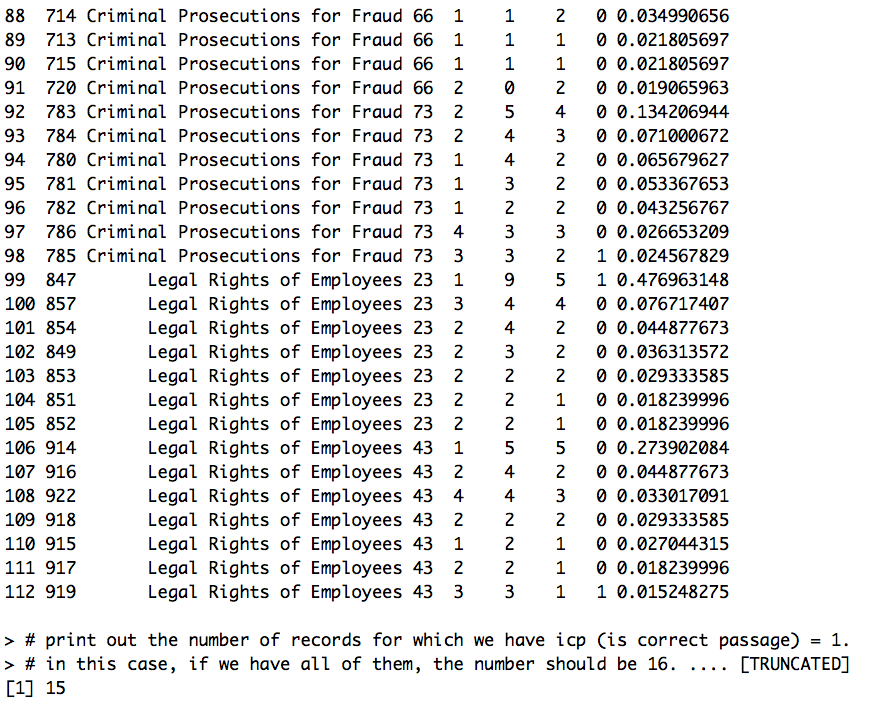 88  714 Criminal Prosecutions for Fraud 66  1    1    2   0 0.034990656
89  713 Criminal Prosecutions for Fraud 66  1    1    1   0 0.021805697
90  715 Criminal Prosecutions for Fraud 66  1    1    1   0 0.021805697
91  720 Criminal Prosecutions for Fraud 66  2    0    2   0 0.019065963
92  783 Criminal Prosecutions for Fraud 73  2    5    4   0 0.134206944
93  784 Criminal Prosecutions for Fraud 73  2    4    3   0 0.071000672
94  780 Criminal Prosecutions for Fraud 73  1    4    2   0 0.065679627
95  781 Criminal Prosecutions for Fraud 73  1    3    2   0 0.053367653
96  782 Criminal Prosecutions for Fraud 73  1    2    2   0 0.043256767
97  786 Criminal Prosecutions for Fraud 73  4    3    3   0 0.026653209
98  785 Criminal Prosecutions for Fraud 73  3    3    2   1 0.024567829
99  847       Legal Rights of Employees 23  1    9    5   1 0.476963148
100 857       Legal Rights of Employees 23  3    4    4   0 0.076717407
101 854       Legal Rights of Employees 23  2    4    2   0 0.044877673
102 849       Legal Rights of Employees 23  2    3    2   0 0.036313572
103 853       Legal Rights of Employees 23  2    2    2   0 0.029333585
104 851       Legal Rights of Employees 23  2    2    1   0 0.018239996
105 852       Legal Rights of Employees 23  2    2    1   0 0.018239996
106 914       Legal Rights of Employees 43  1    5    5   0 0.273902084
107 916       Legal Rights of Employees 43  2    4    2   0 0.044877673
108 922       Legal Rights of Employees 43  4    4    3   0 0.033017091
109 918       Legal Rights of Employees 43  2    2    2   0 0.029333585
110 915       Legal Rights of Employees 43  1    2    1   0 0.027044315
111 917       Legal Rights of Employees 43  2    2    1   0 0.018239996
112 919       Legal Rights of Employees 43  3    3    1   1 0.015248275
> # print out the number of records for which we have icp (is correct passage) = 1.
> # in this case, if we have all of them, the number should be 16. .... [TRUNCATED]
[1] 15